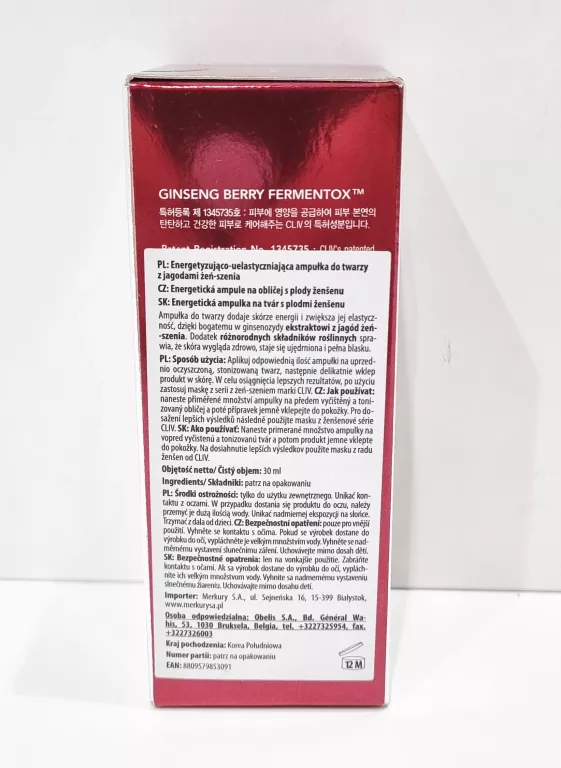 GINSENG BERRY FERMENTOX™
특허등록 제 1345735호 : 피부에 영양을 공급하여 피부 본연의
탄탄하고 건강한 피부로 케어해주는 CLIV의 특허성분입니다.
Patent Registration No. 1345735 : CLIV's patented
PL: Energetyzująco-uelastyczniająca ampułka do twarzy
z jagodami żeń-szenia
CZ: Energetická ampule na obličej s plody ženšenu
SK: Energetická ampulka na tvár s plodmi ženšenu
Ampułka do twarzy dodaje skórze energii i zwiększa jej elastycz-
ność, dzięki bogatemu w ginsenozydy ekstraktowi z jagód żeń-
-szenia. Dodatek różnorodnych składników roślinnych spra-
wia, że skóra wygląda zdrowo, staje się ujędrniona i pełna blasku.
PL: Sposób użycia: Aplikuj odpowiednią ilość ampułki na uprzed-
nio oczyszczoną, stonizowaną twarz, następnie delikatnie wklep
produkt w skórę. W celu osiągnięcia lepszych rezultatów, po użyciu
zastosuj maskę z serii z żeń-szeniem marki CLIV. CZ: Jak používat:
naneste přiměřené množství ampulky na předem vyčištěný a toni-
zovaný obličej a poté přípravek jemně vklepejte do pokožky. Pro do-
sažení lepších výsledků následně použijte masku z ženšenové série
CLIV. SK: Ako používať: Naneste primerané množstvo ampulky na
vopred vyčistenú a tonizovanú tvár a potom produkt jemne vklepte
do pokožky. Na dosiahnutie lepších výsledkov použite masku z radu
ženšen od CLIV.
Objętość netto/ Čistý objem: 30 ml
Ingredients/ Składniki: patrz na opakowaniu
PL: Środki ostrożności: tylko do użytku zewnętrznego. Unikać kon-
taktu z oczami. W przypadku dostania się produktu do oczu, należy
przemyć je dużą ilością wody. Unikać nadmiernej ekspozycji na słońce.
Trzymać z dala od dzieci. CZ: Bezpečnostní opatření: pouze pro vnější
použití. Vyhněte se kontaktu s očima. Pokud se výrobek dostane do
výrobku do očí, vypláchněte je velkým množstvím vody. Vyhněte se nad-
měrnému vystavení slunečnímu záření. Uchovávejte mimo dosah dětí.
SK: Bezpečnostné opatrenia: len na vonkajšie použitie. Zabráňte
kontaktu s očami. Ak sa výrobok dostane do výrobku do očí, vyplách-
nite ich veľkým množstvom vody. Vyhnite sa nadmernému vystaveniu
slnečnému žiareniu. Uchovávajte mimo dosahu detí.
Importer: Merkury S.A., ul. Sejneńska 16, 15-399 Białystok,
www.merkurysa.pl
Osoba odpowiedzialna: Obelis S.A., Bd. Général Wa-
his, 53, 1030 Bruksela, Belgia, tel. +3227325954, fax.
+3227326003
Kraj pochodzenia: Korea Południowa
Numer partii: patrz na opakowaniu
EAN: 8809579853091
12 M